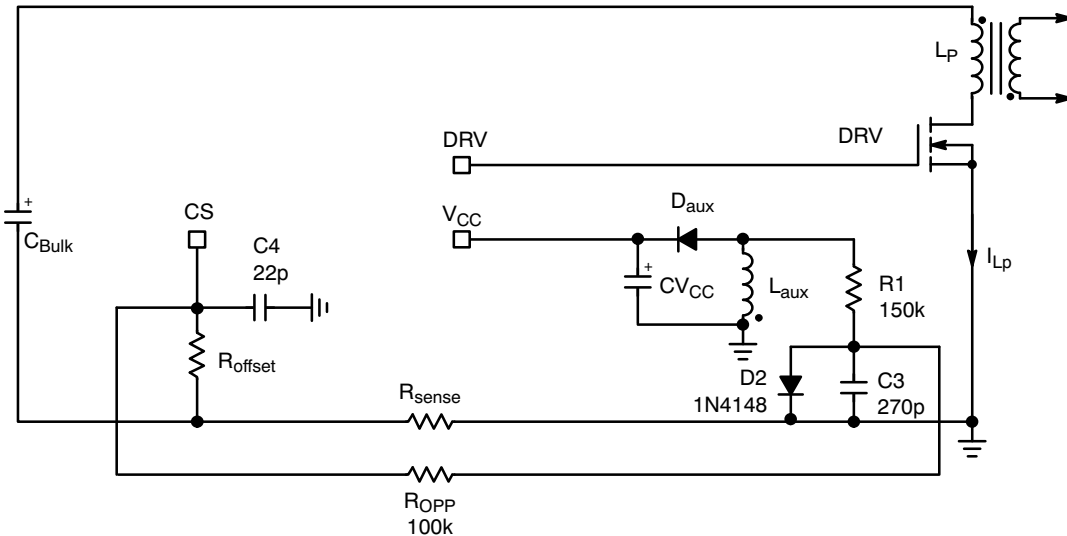 L_P
DRV
DRV
CS
V_CC
D_aux
+
C_Bulk
C4
22p
+
CV_CC
L_aux
R1
150k
I_Lp
R_offset
R_sense
D2
1N4148
C3
270p
R_OPP
100k